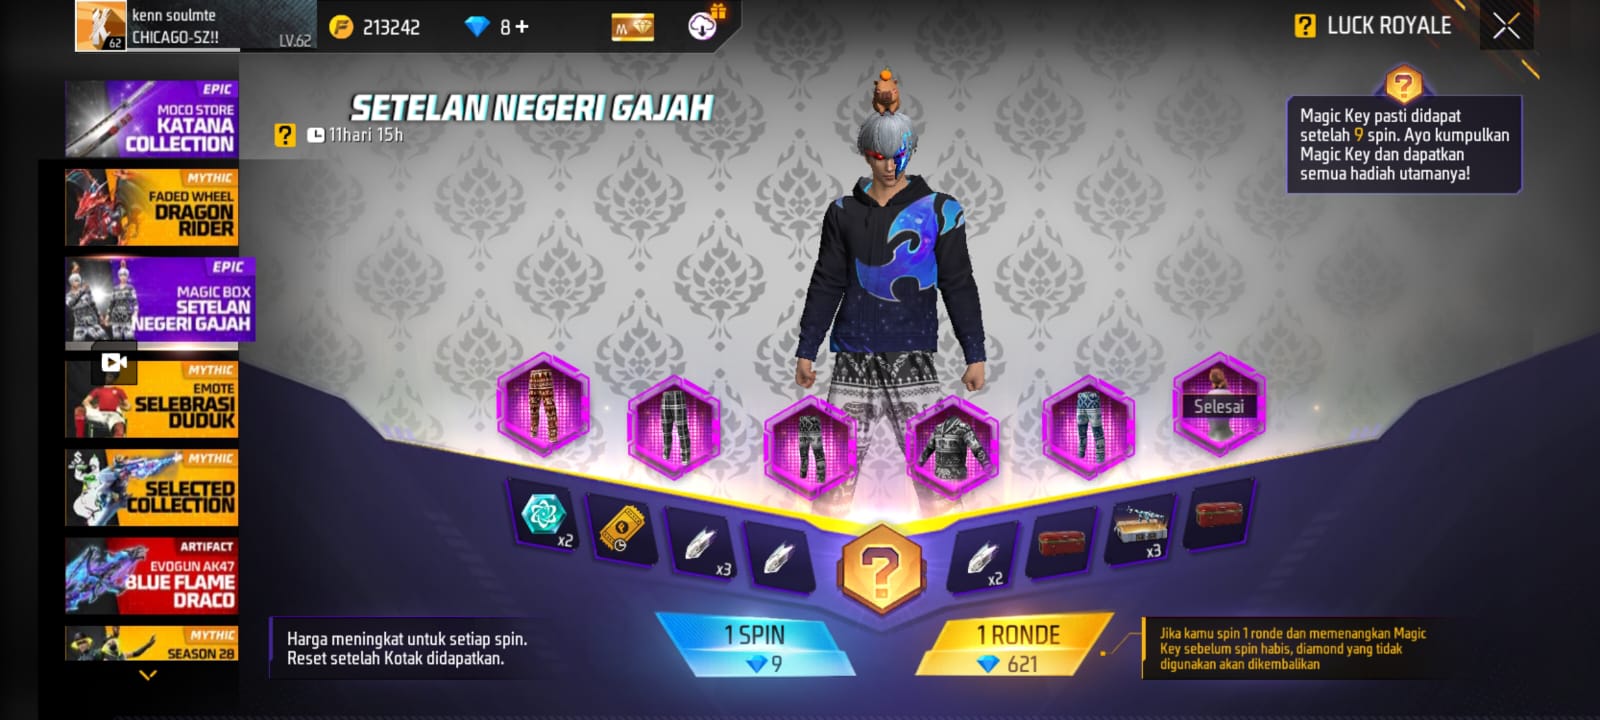 kenn soulmte
CHICAGO-SZ!!
62
LV.62
213242
8+
W
? LUCK ROYALE
EPIC
MOCO STORE
KATANA
COLLECTION
MYTHIC
FADED WHEEL
DRAGON
RIDER
EPIC
MAGIC BOX
SETELAN
NEGERI GAJAH
MYTHIC
EMOTE
SELEBRASI
DUDUK
MYTHIC
SELECTED
COLLECTION
ARTIFACT
EVOGUN AK47
BLUE FLAME
DRACO
MYTHIC
SEASON 28
SETELAN NEGERI GAJAH
? 11hari 15h
?
Magic Key pasti didapat
setelah 9 spin. Ayo kumpulkan
Magic Key dan dapatkan
semua hadiah utamanya!
Selesai
x2
x3
?
x2
x3
Harga meningkat untuk setiap spin.
Reset setelah Kotak didapatkan.
1 SPIN
9
1 RONDE
621
Jika kamu spin 1 ronde dan memenangkan Magic
Key sebelum spin habis, diamond yang tidak
digunakan akan dikembalikan